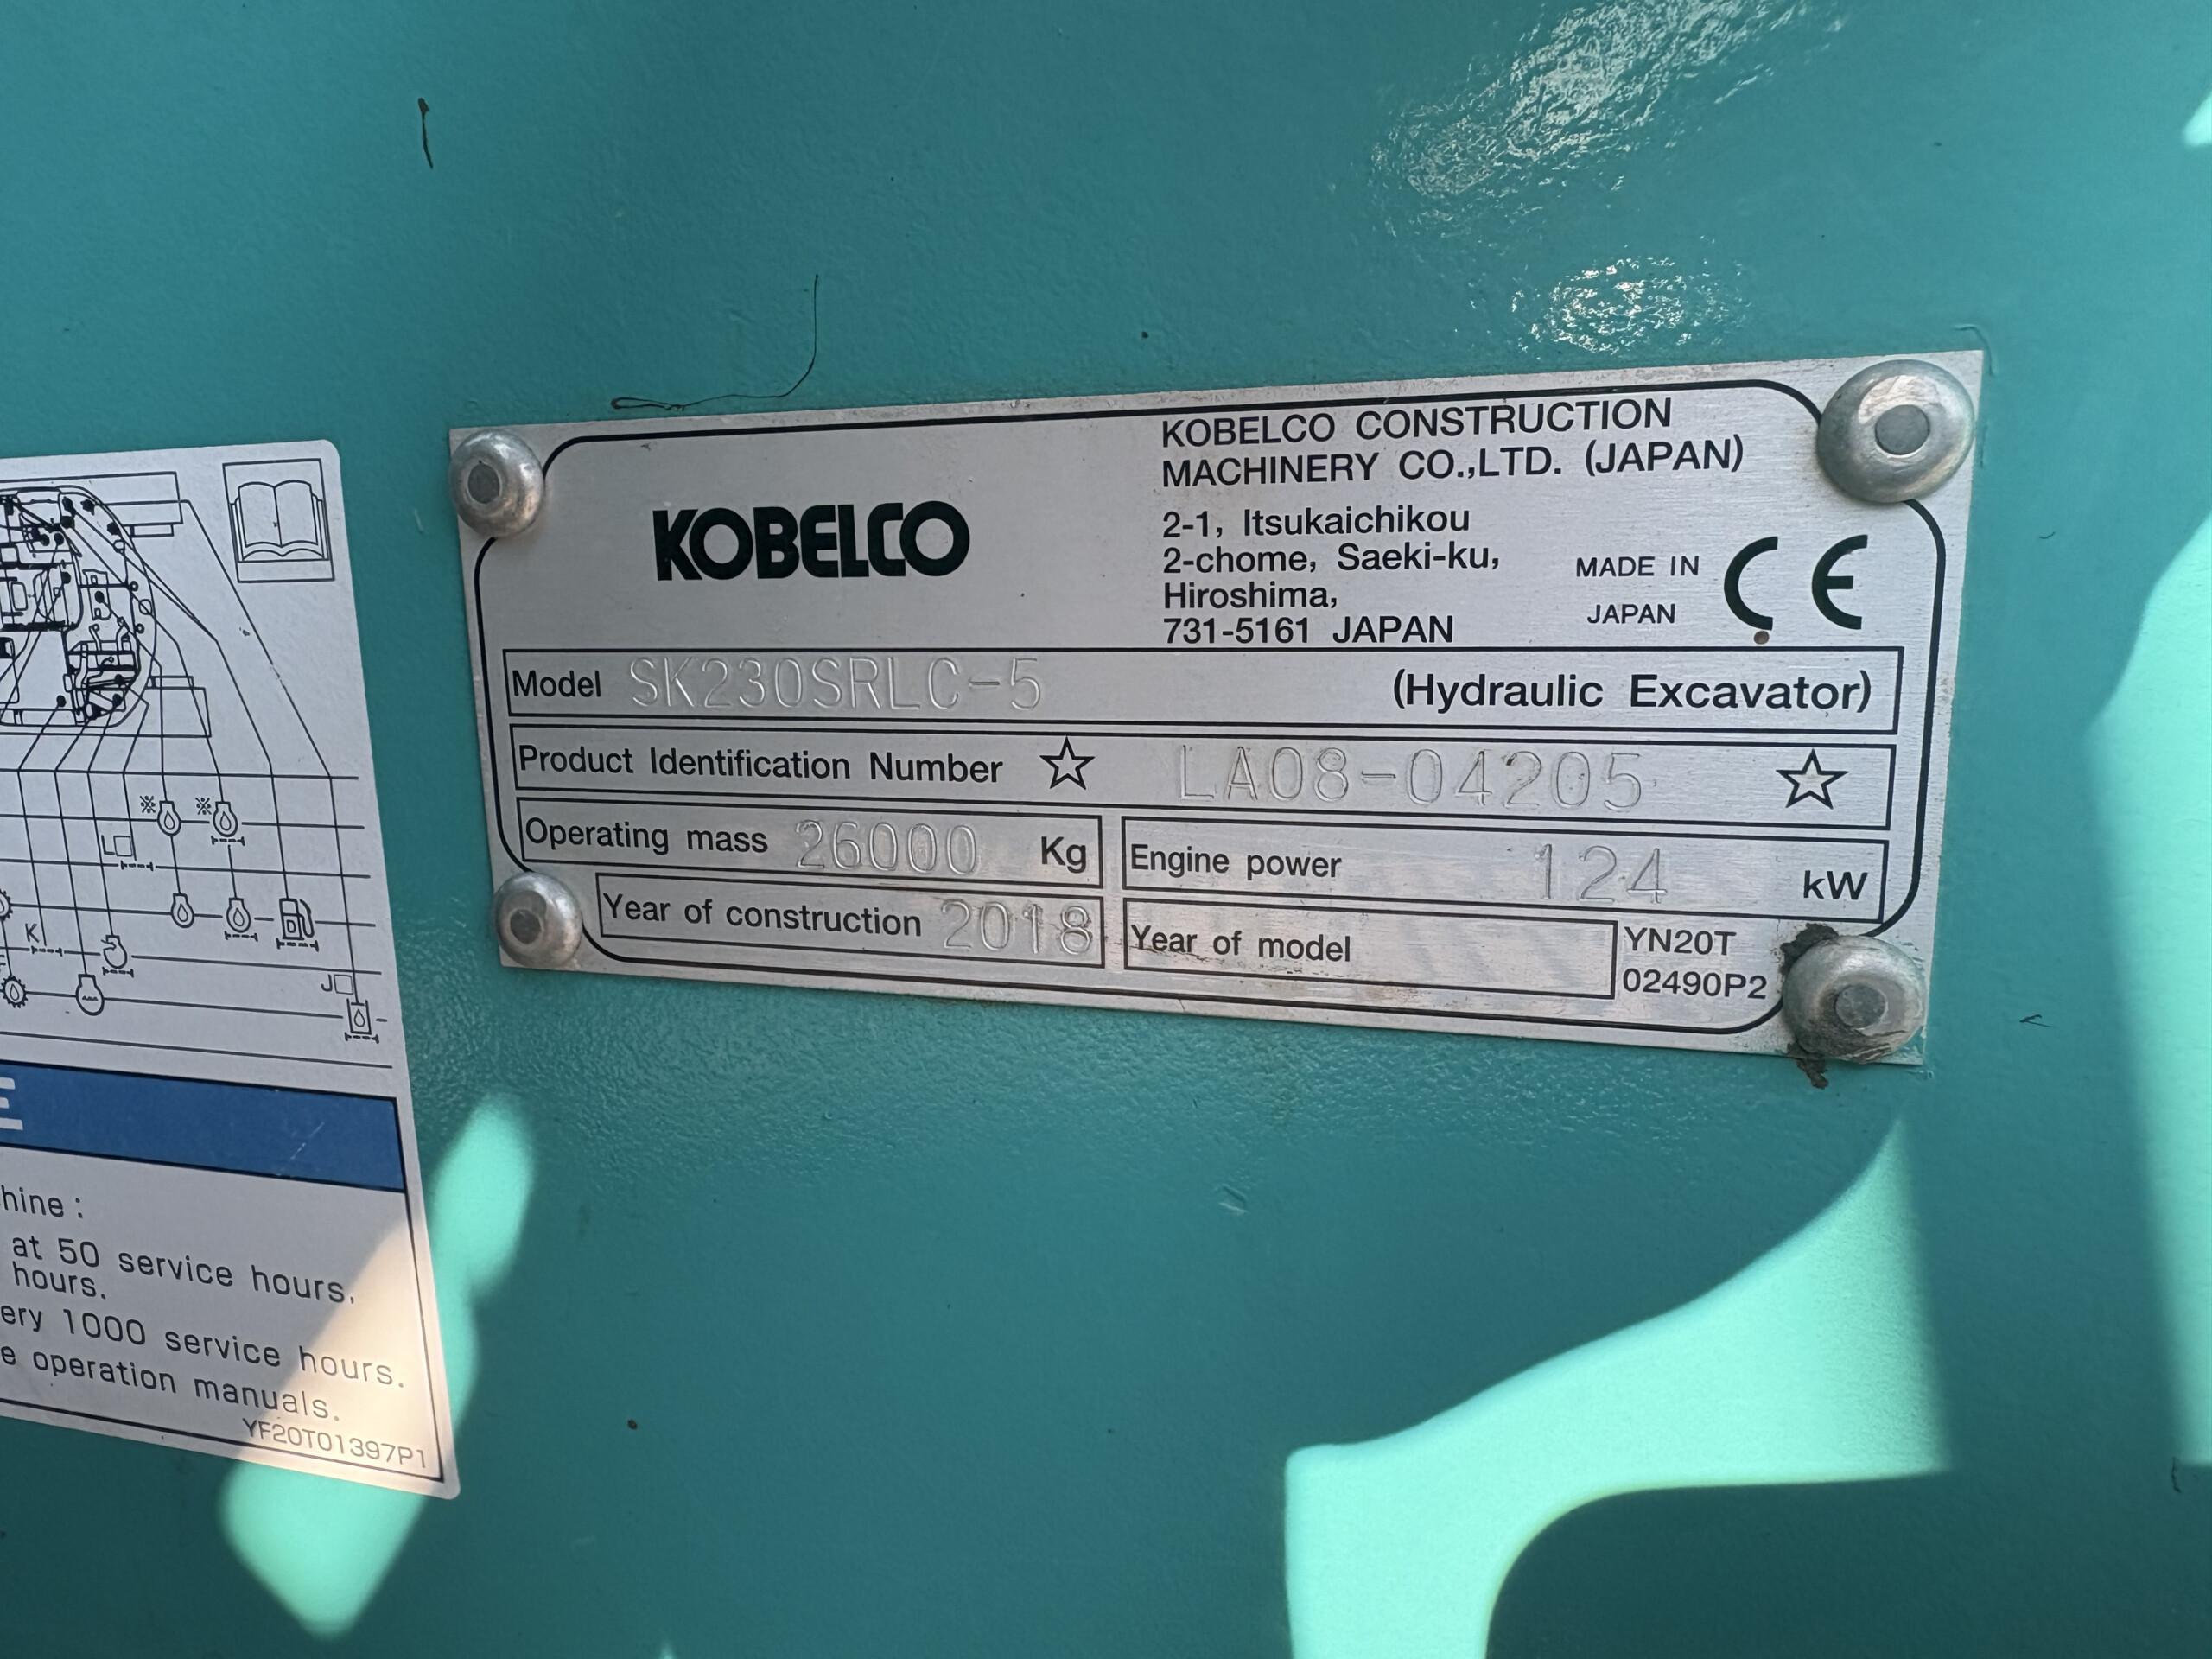 KOBELCO
KOBELCO CONSTRUCTION
MACHINERY CO.,LTD. (JAPAN)
2-1, Itsukaichikou
2-chome, Saeki-ku,
Hiroshima,
731-5161 JAPAN
MADE IN
JAPAN
CE
Model SK230SRLC-5 (Hydraulic Excavator)
Product Identification Number ☆ LA08-04205 ☆
Operating mass 26000 Kg
Engine power 124 kW
Year of construction 2018
Year of model
YN20T
02490P2
L□
K
J□
E
hine :
at 50 service hours.
hours.
ery 1000 service hours.
e operation manuals.
YF20T01397P1